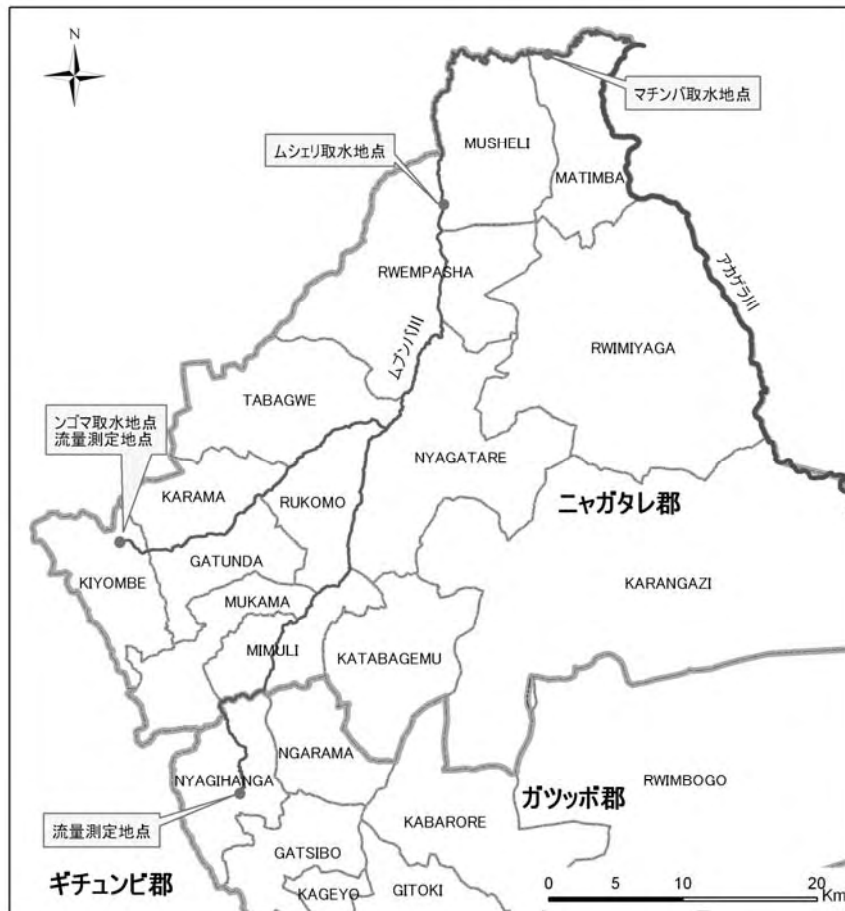 N
マチンバ取水地点
MUSHELI
ムシェリ取水地点
MATIMBA
RWEMPASHA
アカゲラ川
ムブンバ川
RWIMIYAGA
TABAGWE
ンゴマ取水地点
流量測定地点
NYAGATARE
KARAMA
RUKOMO
ニャガタレ郡
GATUNDA
KIYOMBE
KARANGAZI
MUKAMA
MIMULI
KATABAGEMU
NGARAMA
NYAGIHANGA
RWIMBOGO
ガツッボ郡
KABARORE
流量測定地点
GATSIBO
ギチュンビ郡
KAGEYO
GITOKI
0 5 10 20
Km